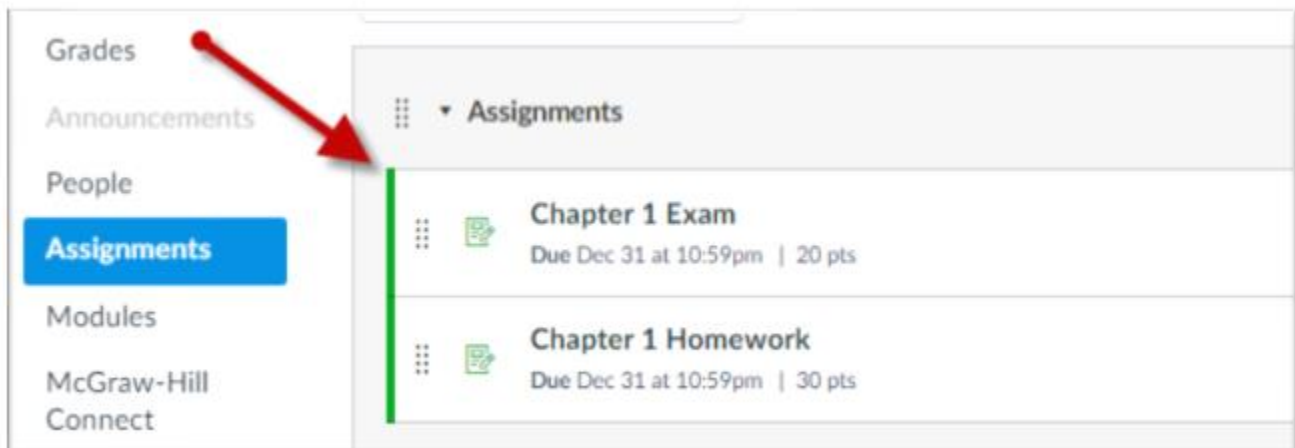 Grades
Announcements
People
Assignments
Modules
McGraw-Hill
Connect
Assignments
Chapter 1 Exam
Due Dec 31 at 10:59pm | 20 pts
Chapter 1 Homework
Due Dec 31 at 10:59pm | 30 pts